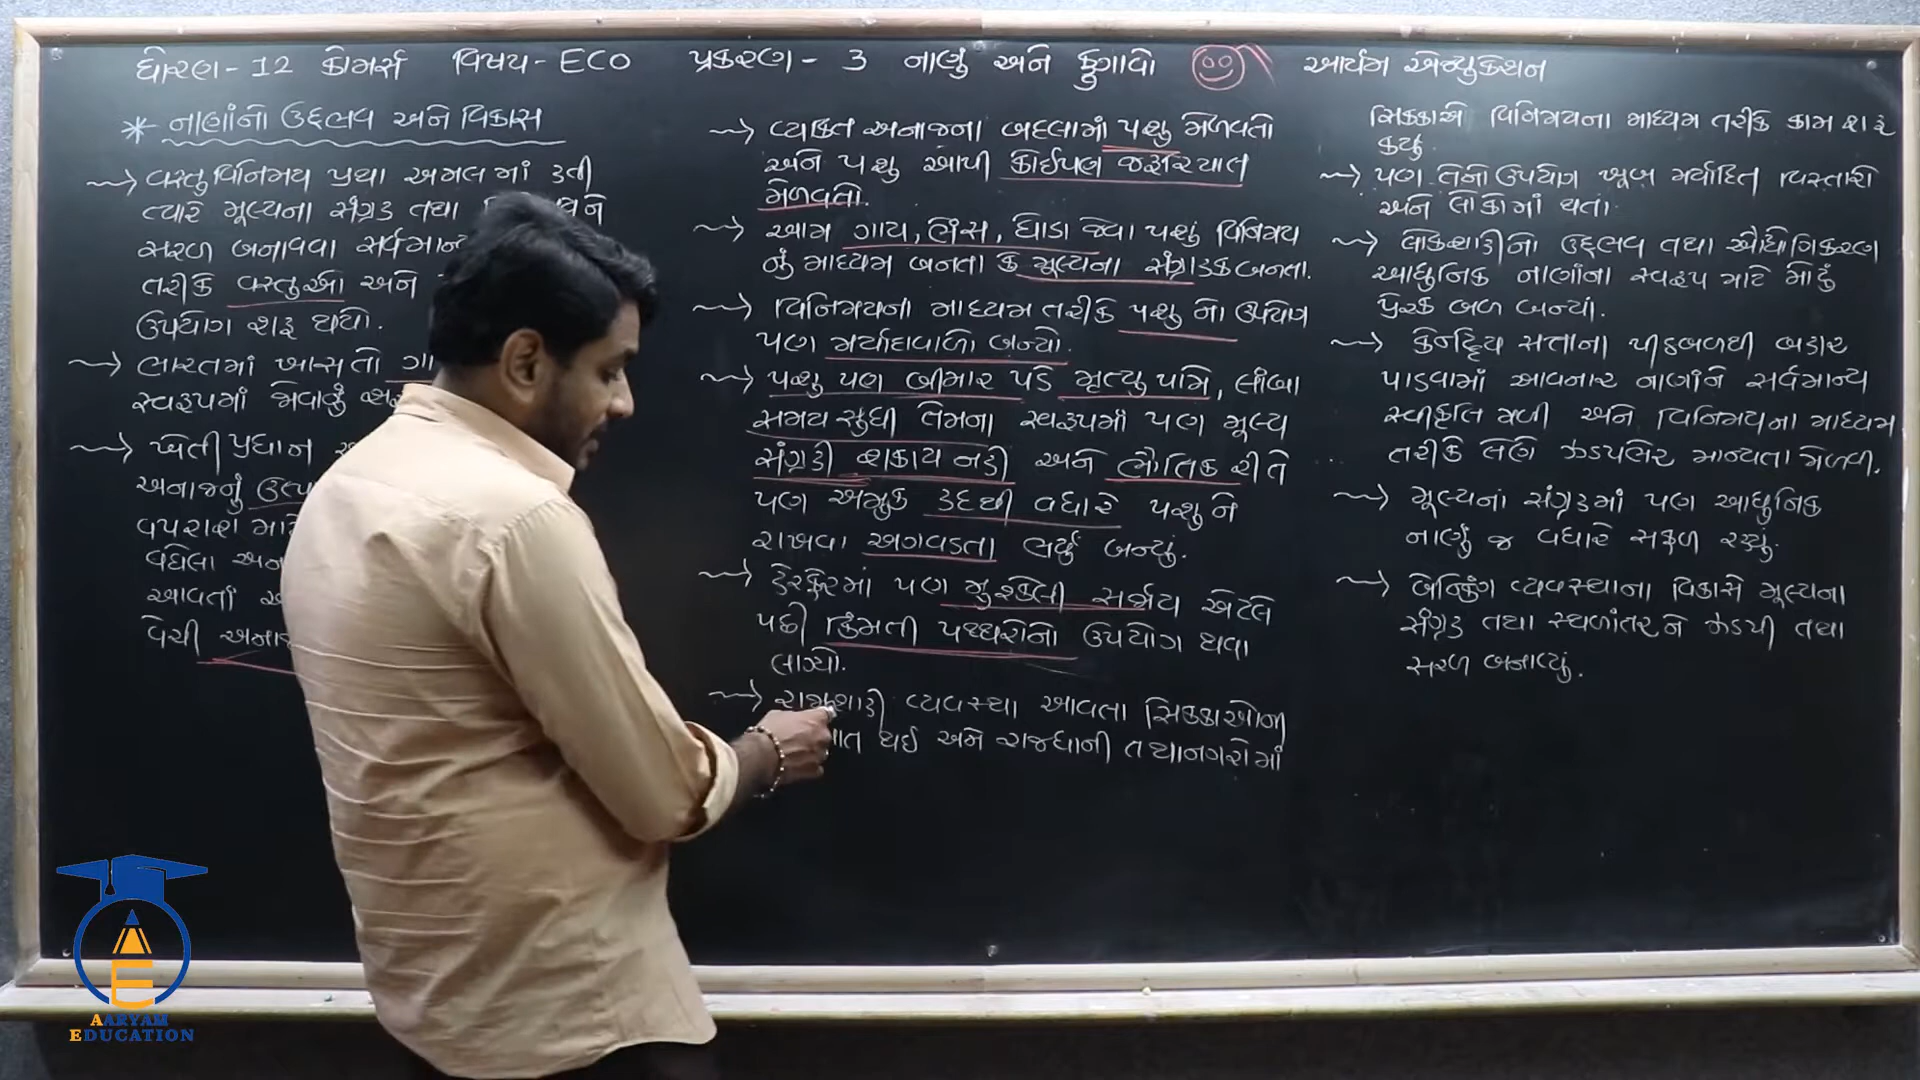 ધોરણ - 12 કોમર્સ વિષય - ECO પ્રકરણ - 3 નાણું અને ફુગાવો આર્યમ એજ્યુકેશન
* નાણાંનો ઉદ્દભવ અને વિકાસ
વસ્તુ વિનિમય પ્રથા અમલમાં હતી
ત્યારે મૂલ્યના સંગ્રહ તથા
સરળ બનાવવા સર્વમાન્ય
તરીકે વસ્તુઓ અને
ઉપયોગ શરૂ થયો.
ભારતમાં ખાસ તો
સ્વરૂપમાં જેવાનું
ખેતી પ્રધાન
અનાજનું
વપરાશ માટે
વધેલા
આવતાં
વેચી
વ્યક્તિ અનાજના બદલામાં પશુ મેળવતો
અને પશુ આપી કોઈપણ જરૂરિયાત
મેળવતો.
આમ ગાય, ભેંસ, ઘોડા જેવા પશું વિનિમય
નું માધ્યમ બનતા કે મૂલ્યના સંગ્રાહક બનતા.
વિનિમયના માધ્યમ તરીકે પશુ નો ઉપયોગ
પણ મર્યાદાવાળો બન્યો.
પશુ પણ બીમાર પડે મૃત્યુ પામે, લાંબા
સમય સુધી તેમના સ્વરૂપમાં પણ મૂલ્ય
સંગ્રહી શકાય નહી અને ભૌતિક રીતે
પણ અમુક હદથી વધારે પશુને
રાખવા અગવડતા ભર્યું બન્યું.
હેરફેરમાં પણ મુશ્કેલી સર્જાય એટલે
પછી કિંમતી પથ્થરોનો ઉપયોગ થવા
લાગ્યો.
રાજાશાહી વ્યવસ્થા આવતા સિક્કાઓની
થઈ અને રાજધાની તથા નગરોમાં
સિક્કાએ વિનિમયના માધ્યમ તરીકે કામ શરૂ
કર્યું.
પણ તેનો ઉપયોગ ખૂબ મર્યાદિત વિસ્તારો
અને લોકોમાં થતા.
લોકશાહીનો ઉદ્દભવ તથા ઔદ્યોગિકરણ
આધુનિક નાણાંના સ્વરૂપ માટે મોટું
પ્રેરક બળ બન્યાં.
કેન્દ્રિય સત્તાના પીઠબળથી બહાર
પાડવામાં આવનાર નાણાંને સર્વમાન્ય
સ્વીકૃતિ મળી અને વિનિમયના માધ્યમ
તરીકે તેણે ઝડપભેર માન્યતા મેળવી.
મૂલ્યના સંગ્રહમાં પણ આધુનિક
નાણું જ વધારે સફળ રહ્યું.
બેન્કિંગ વ્યવસ્થાના વિકાસે મૂલ્યના
સંગ્રહ તથા સ્થળાંતરને ઝડપી તથા
સરળ બનાવ્યું.
AARYAM
EDUCATION